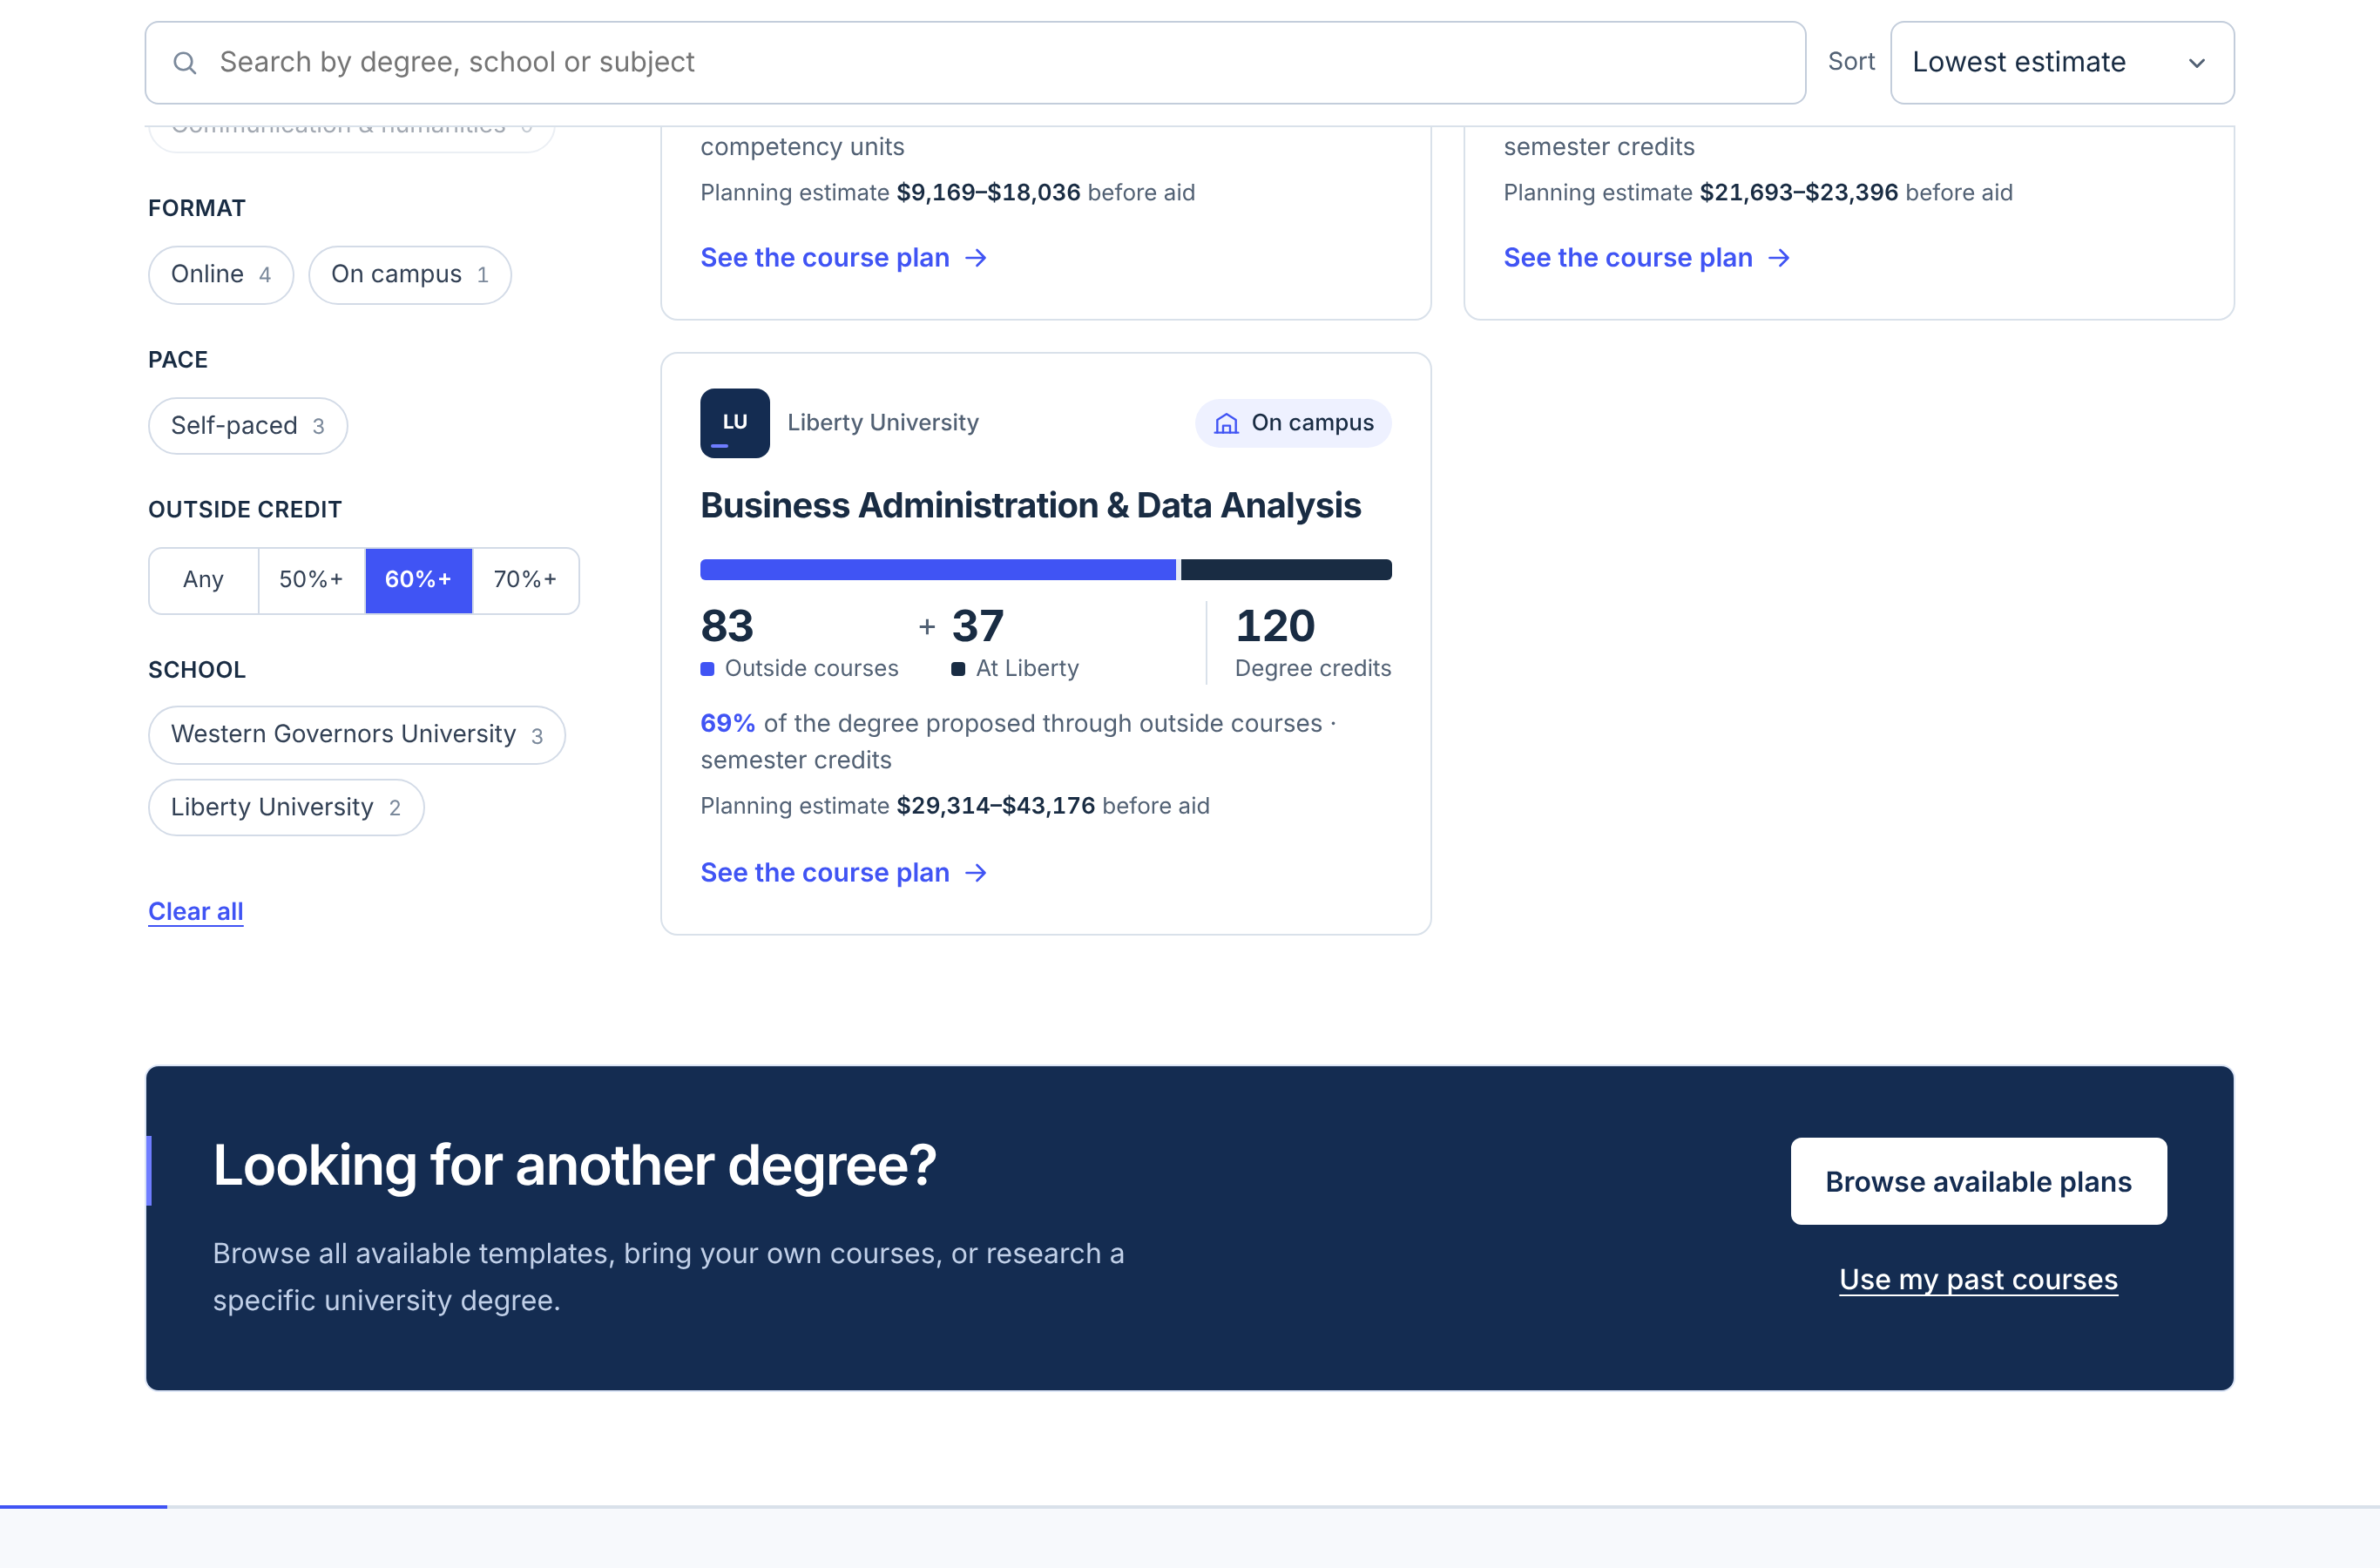 Search by degree, school or subject
Sort
Lowest estimate
Communication & humanities 0
FORMAT
Online 4
On campus 1
PACE
Self-paced 3
OUTSIDE CREDIT
Any
50%+
60%+
70%+
SCHOOL
Western Governors University 3
Liberty University 2
Clear all
competency units
Planning estimate $9,169–$18,036 before aid
See the course plan →
semester credits
Planning estimate $21,693–$23,396 before aid
See the course plan →
LU
Liberty University
On campus
Business Administration & Data Analysis
83 + 37 120
Outside courses At Liberty Degree credits
69% of the degree proposed through outside courses ·
semester credits
Planning estimate $29,314–$43,176 before aid
See the course plan →
Looking for another degree?
Browse all available templates, bring your own courses, or research a
specific university degree.
Browse available plans
Use my past courses